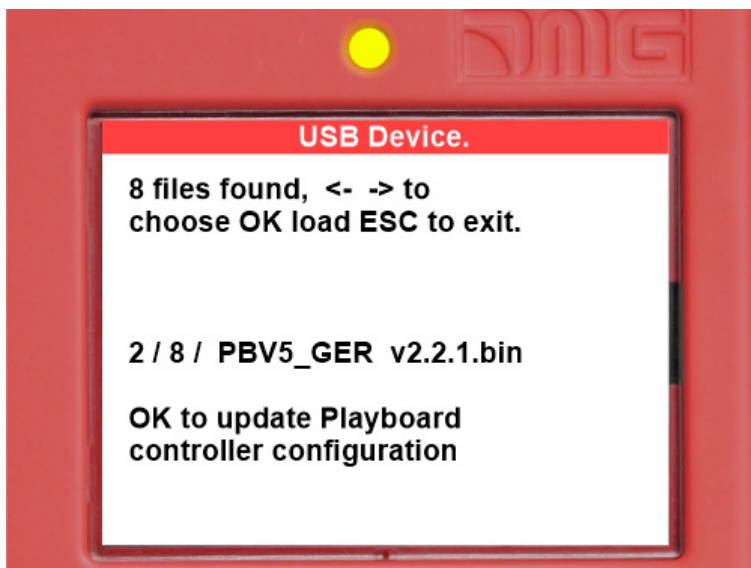 DMG
USB Device.
8 files found,  <-  -> to
choose OK load ESC to exit.
2 / 8 /  PBV5_GER  v2.2.1.bin
OK to update Playboard
controller configuration